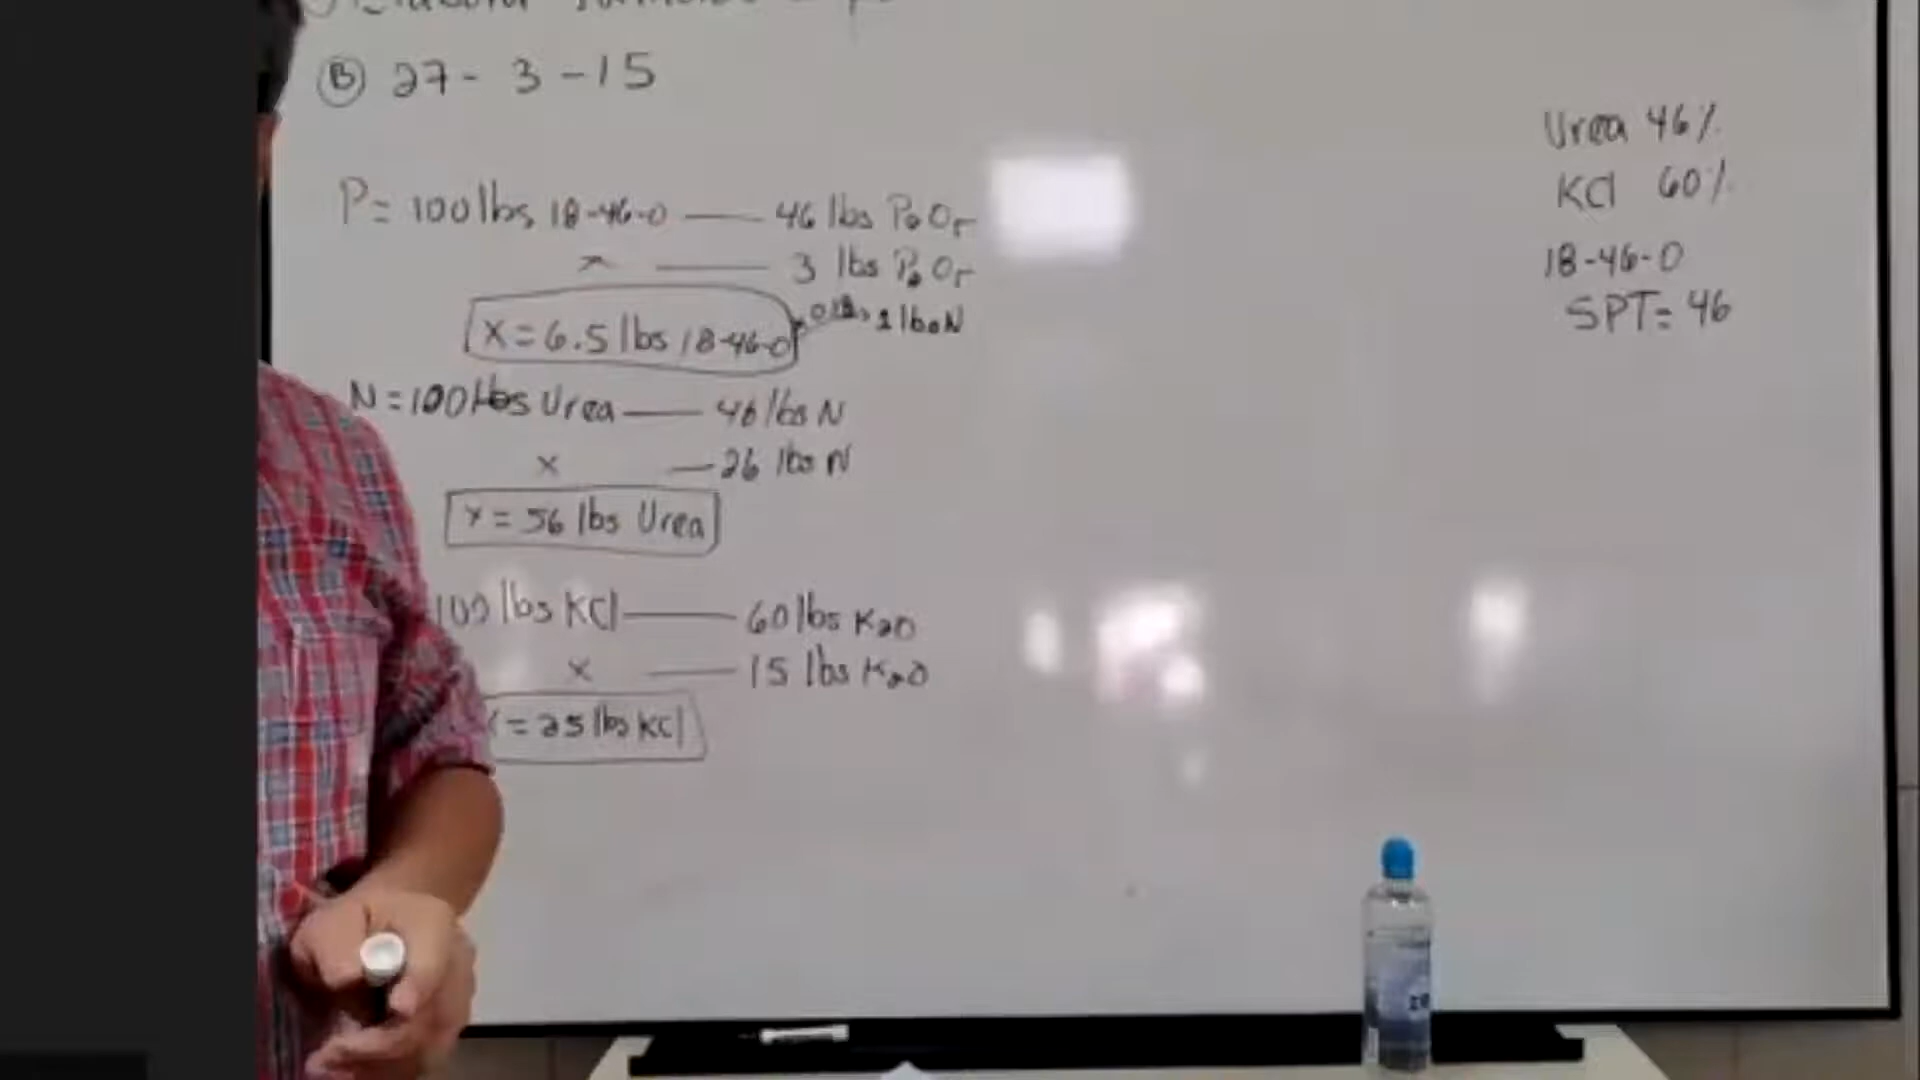 B 27 - 3 - 15
P = 100 lbs 18-46-0 — 46 lbs P2O5
x — 3 lbs P2O5
X = 6.5 lbs 18-46-0 1 lbs N
N = 100 lbs Urea — 46 lbs N
x — 26 lbs N
x = 56 lbs Urea
100 lbs KCl — 60 lbs K2O
x — 15 lbs K2O
= 25 lbs KCl
Urea 46%
KCl 60%
18-46-0
SPT = 46